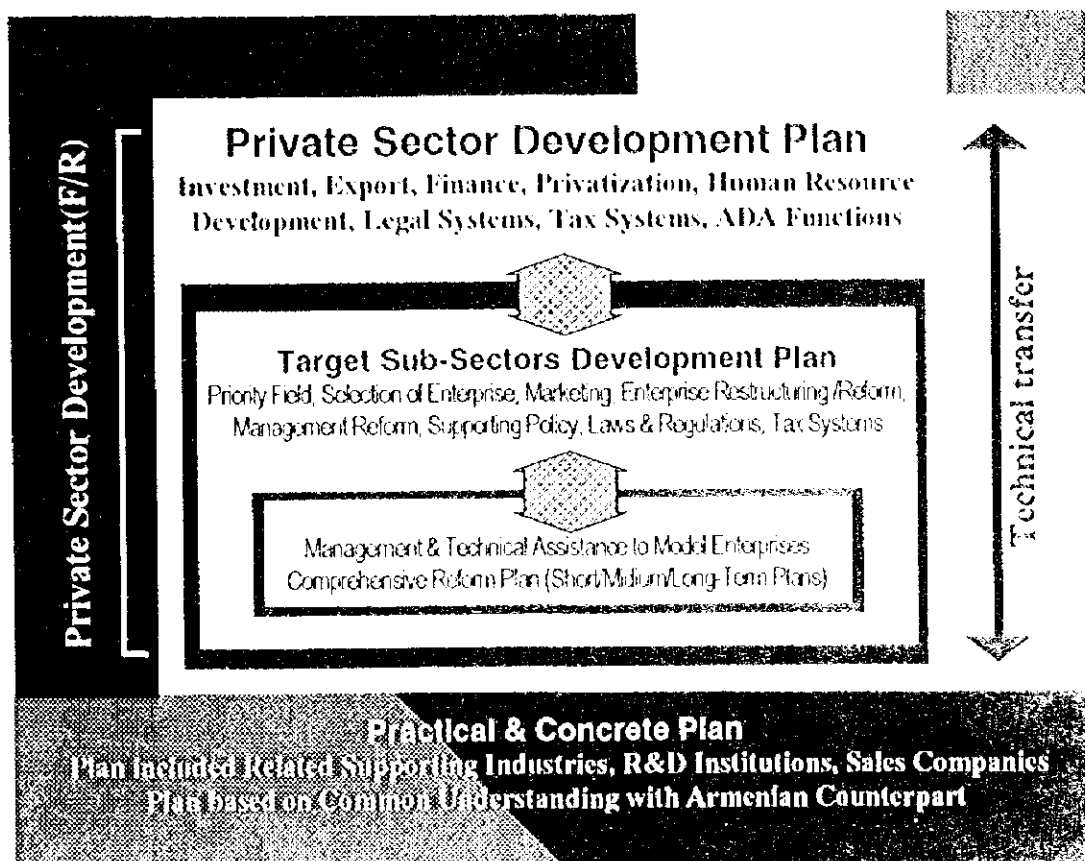 Private Sector Development(F/R)
Private Sector Development Plan
Investment, Export, Finance, Privatization, Human Resource
Development, Legal Systems, Tax Systems, ADA Functions
Target Sub-Sectors Development Plan
Priority Field, Selection of Enterprise, Marketing, Enterprise Restructuring/Reform,
Management Reform, Supporting Policy, Laws & Regulations, Tax Systems
Management & Technical Assistance to Model Enterprises
Comprehensive Reform Plan (Short/Midium/Long-Term Plans)
Technical transfer
Practical & Concrete Plan
Plan included Related Supporting Industries, R&D Institutions, Sales Companies
Plan based on Common Understanding with Armenian Counterpart